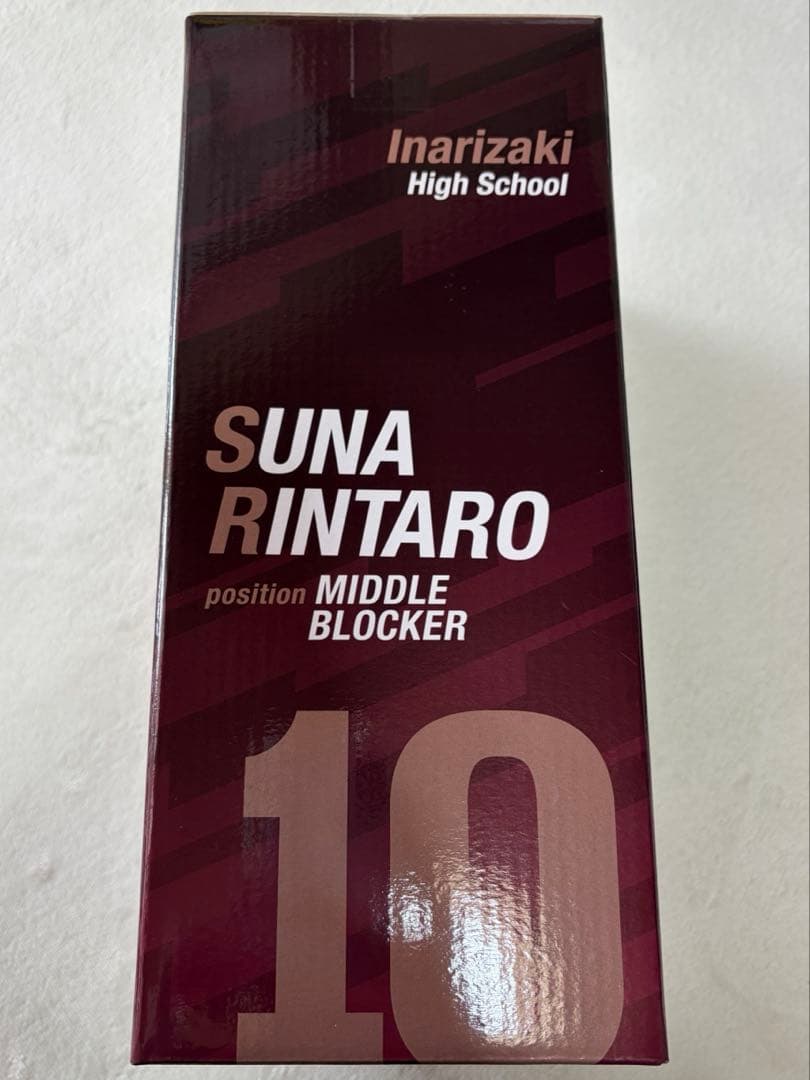 Inarizaki
High School
SUNA
RINTARO
position MIDDLE
BLOCKER
10